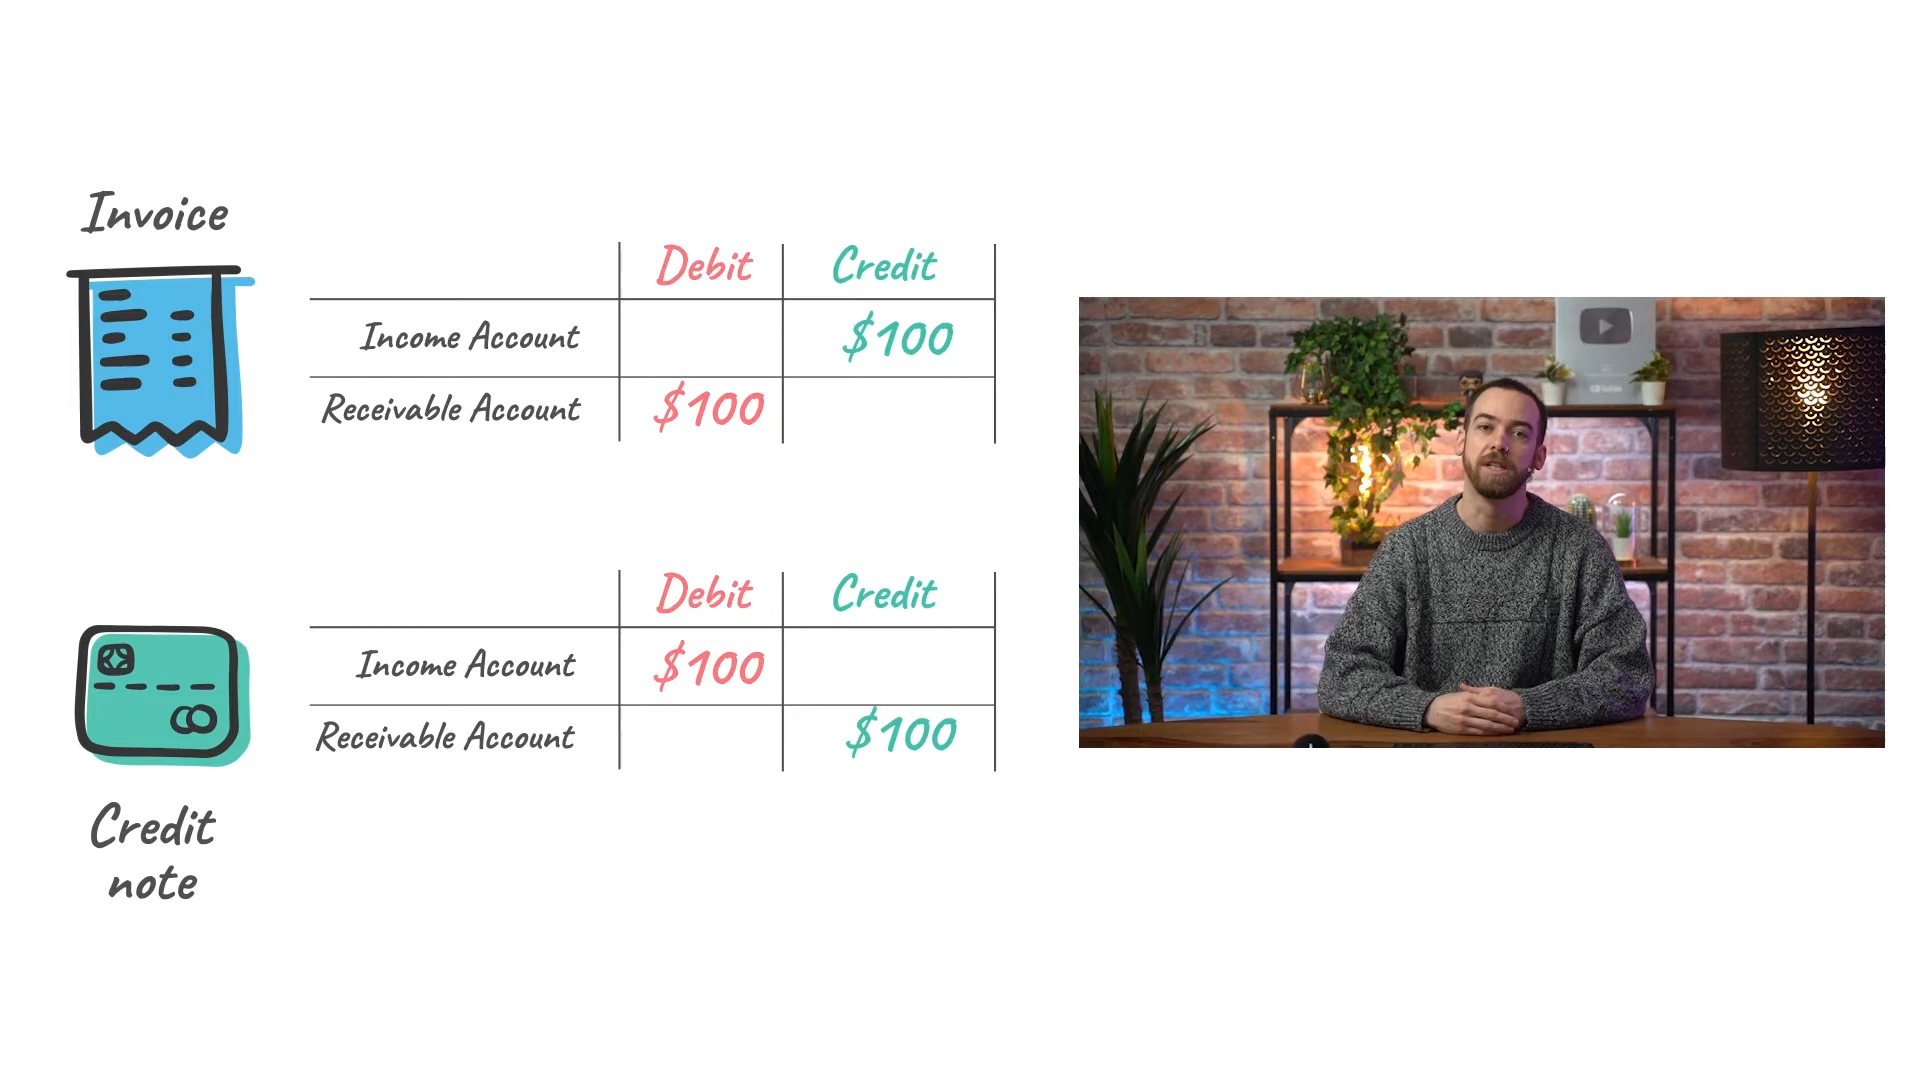 Invoice
Debit Credit
Income Account $100
Receivable Account $100
Debit Credit
Income Account $100
Receivable Account $100
Credit
note